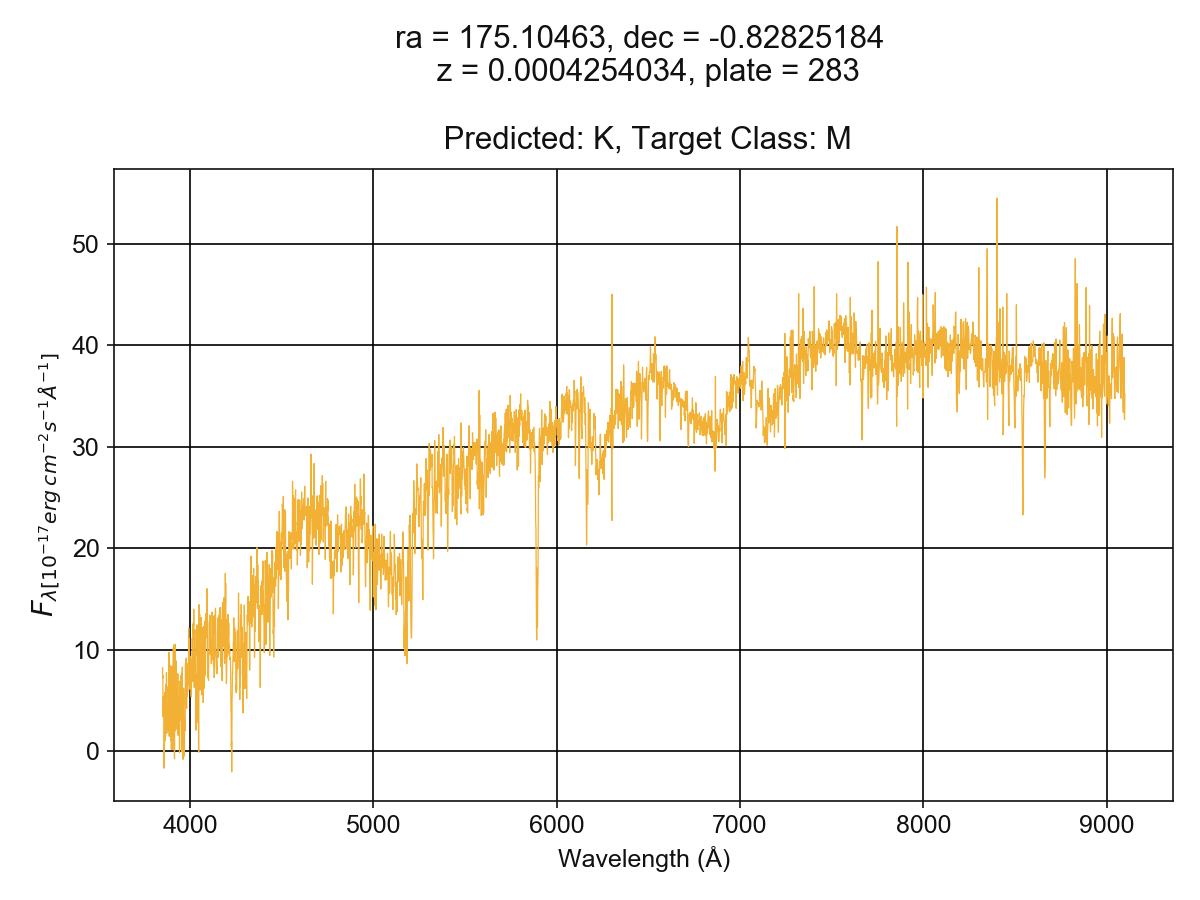 ra = 175.10463, dec = -0.82825184
z = 0.0004254034, plate = 283
Predicted: K, Target Class: M
50
40
30
20
10
0
4000 5000 6000 7000 8000 9000
Wavelength (Å)
F_λ[10⁻¹⁷ erg cm⁻² s⁻¹ Å⁻¹]